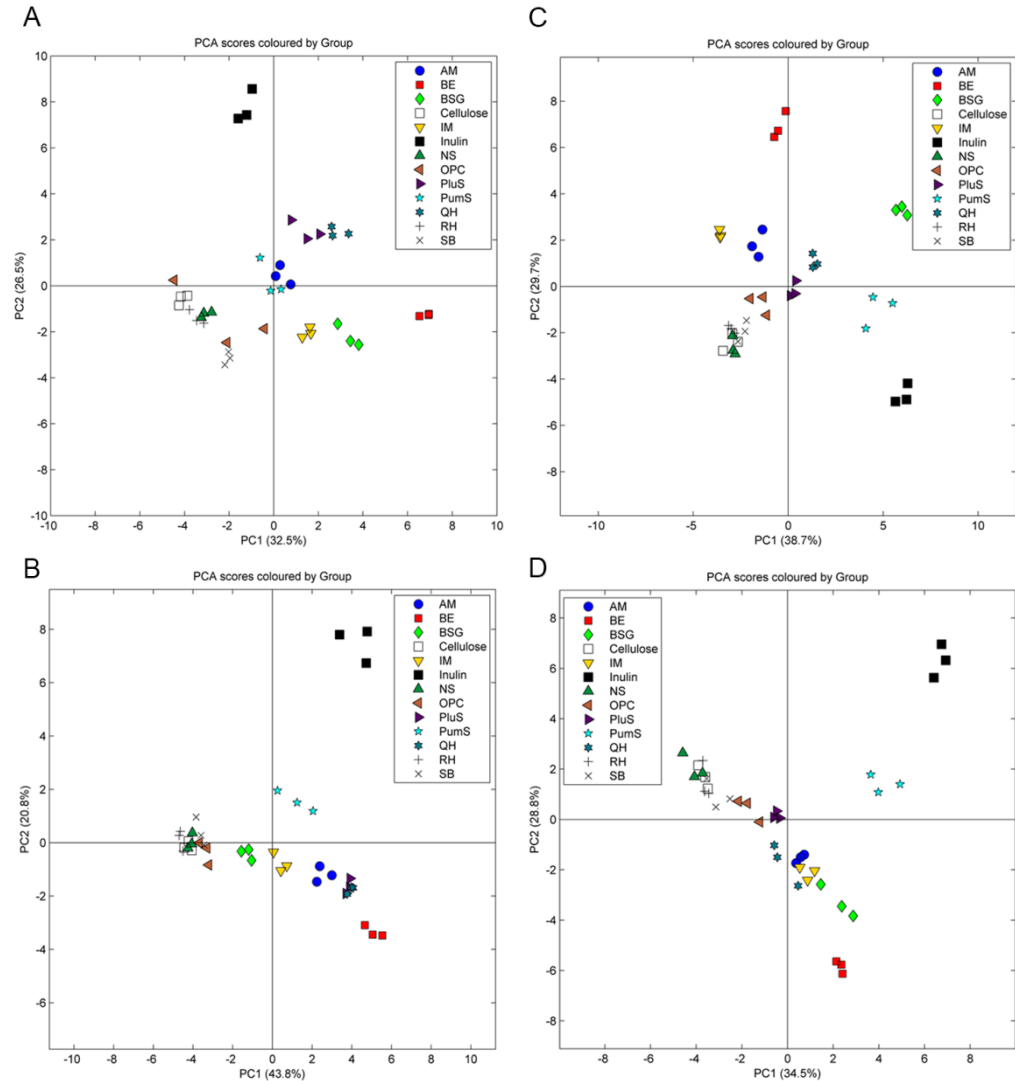 A
PCA scores coloured by Group
10
8
6
4
2
0
-2
-4
-6
-8
-10
PC2 (26.5%)
-10 -8 -6 -4 -2 0 2 4 6 8 10
PC1 (32.5%)
AM
BE
BSG
Cellulose
IM
Inulin
NS
OPC
PluS
PumS
QH
RH
SB
C
PCA scores coloured by Group
8
6
4
2
0
-2
-4
-6
-8
PC2 (29.7%)
-10 -5 0 5 10
PC1 (38.7%)
AM
BE
BSG
Cellulose
IM
Inulin
NS
OPC
PluS
PumS
QH
RH
SB
B
PCA scores coloured by Group
8
6
4
2
0
-2
-4
-6
PC2 (20.8%)
-10 -8 -6 -4 -2 0 2 4 6 8 10
PC1 (43.8%)
AM
BE
BSG
Cellulose
IM
Inulin
NS
OPC
PluS
PumS
QH
RH
SB
D
PCA scores coloured by Group
8
6
4
2
0
-2
-4
-6
-8
PC2 (28.8%)
-8 -6 -4 -2 0 2 4 6 8
PC1 (34.5%)
AM
BE
BSG
Cellulose
IM
Inulin
NS
OPC
PluS
PumS
QH
RH
SB